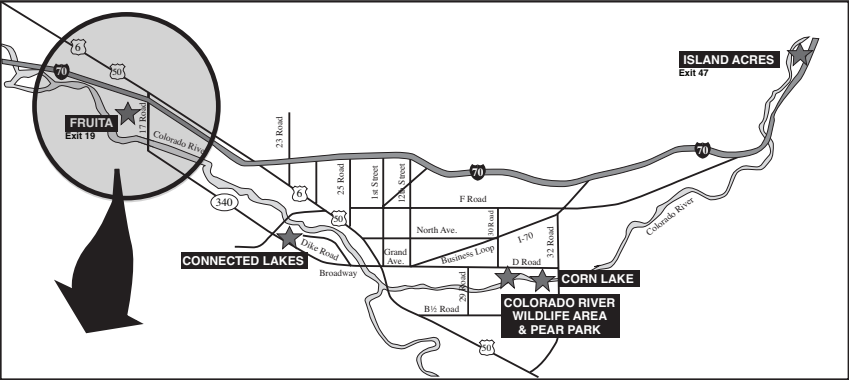 6
50
70
FRUITA
Exit 19
17 Road
Colorado River
340
23 Road
25 Road
1st Street
12th Street
6
50
70
70
ISLAND ACRES
Exit 47
F Road
North Ave.
30 Road
I-70
Business Loop
32 Road
Grand
Ave.
D Road
Colorado River
CONNECTED LAKES
Dike Road
Broadway
29 Road
B½ Road
CORN LAKE
COLORADO RIVER
WILDLIFE AREA
& PEAR PARK
50